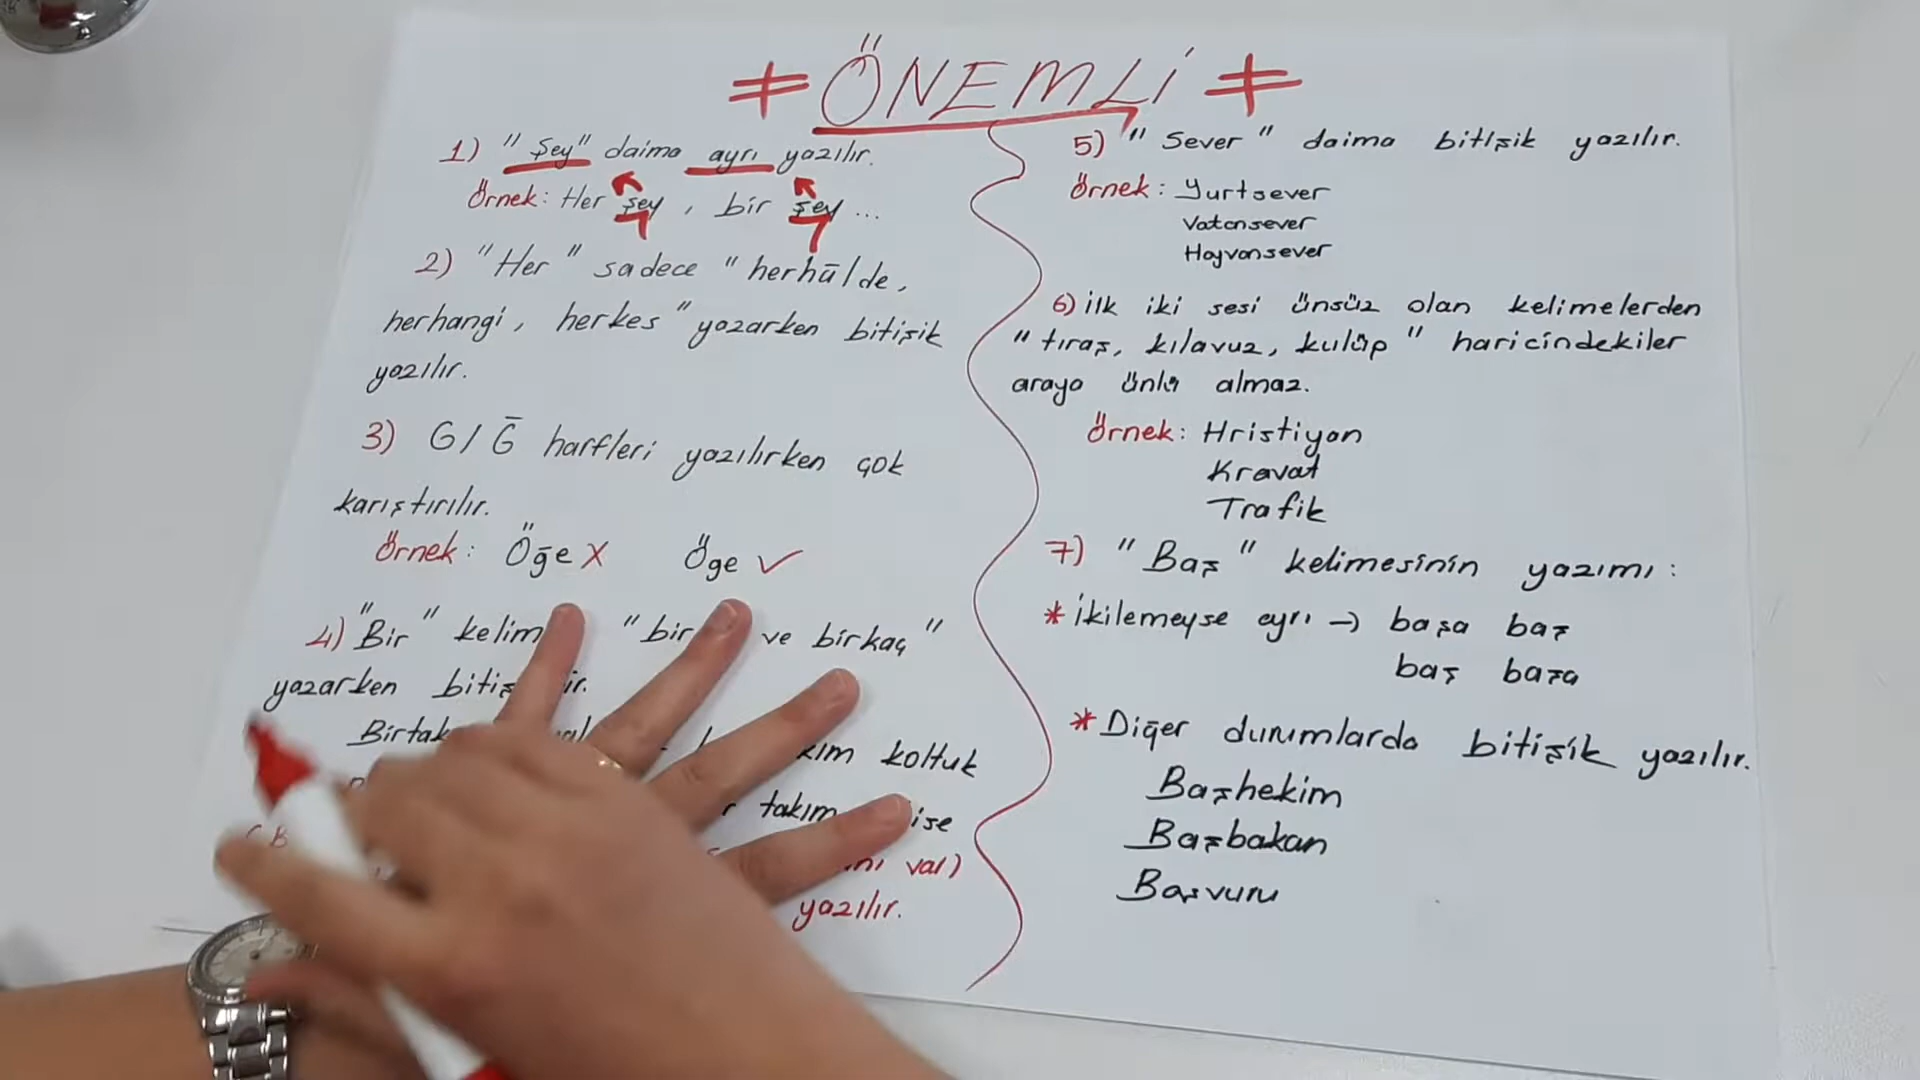 ÖNEMLİ
1) "Şey" daima ayrı yazılır.
Örnek: Her şey, bir şey ...
2) "Her" sadece "herhâlde,
herhangi, herkes" yazarken bitişik
yazılır.
3) G/Ğ harfleri yazılırken çok
karıştırılır.
Örnek: Öğe X Öge ✓
4) "Bir" "bir ve birkaç"
yazarken
koltuk
takım ise
val)
yazılır.
5) "Sever" daima bitişik yazılır.
Örnek: Yurtsever
Vatansever
Hayvansever
6) İlk iki sesi ünsüz olan kelimelerden
"tıraş, kılavuz, kulüp" haricindekiler
araya ünlü almaz.
Örnek: Hristiyan
Kravat
Trafik
7) "Baş" kelimesinin yazımı:
* İkilemeyse ayrı → başa baş
baş başa
* Diğer durumlarda bitişik yazılır.
Başhekim
Başbakan
Başvuru